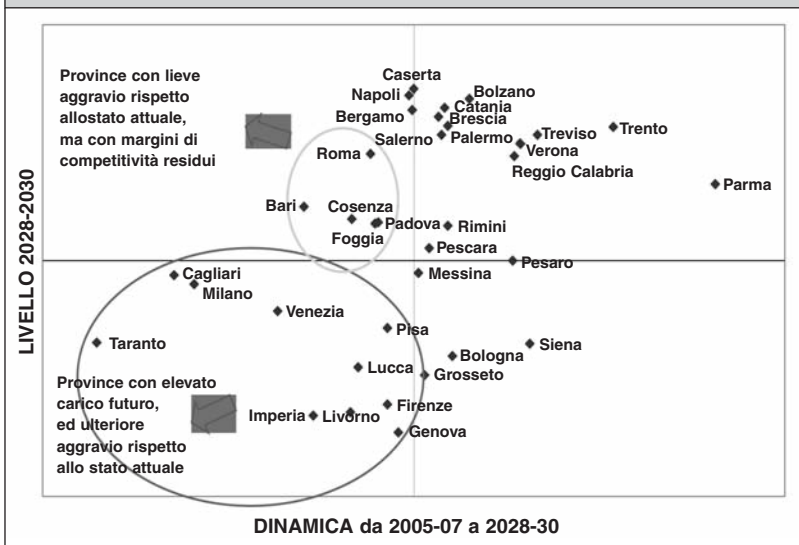 Province con lieve
aggravio rispetto
allostato attuale,
ma con margini di
competitività residui
Caserta
Napoli
Bolzano
Bergamo
Catania
Brescia
Salerno
Palermo
Treviso
Trento
Verona
Roma
Reggio Calabria
Parma
Bari
Cosenza
Padova
Rimini
Foggia
Pescara
Pesaro
Cagliari
Messina
Milano
Venezia
Pisa
Taranto
Siena
Bologna
Lucca
Grosseto
Province con elevato
carico futuro,
ed ulteriore
aggravio rispetto
allo stato attuale
Imperia
Livorno
Firenze
Genova
LIVELLO 2028-2030
DINAMICA da 2005-07 a 2028-30